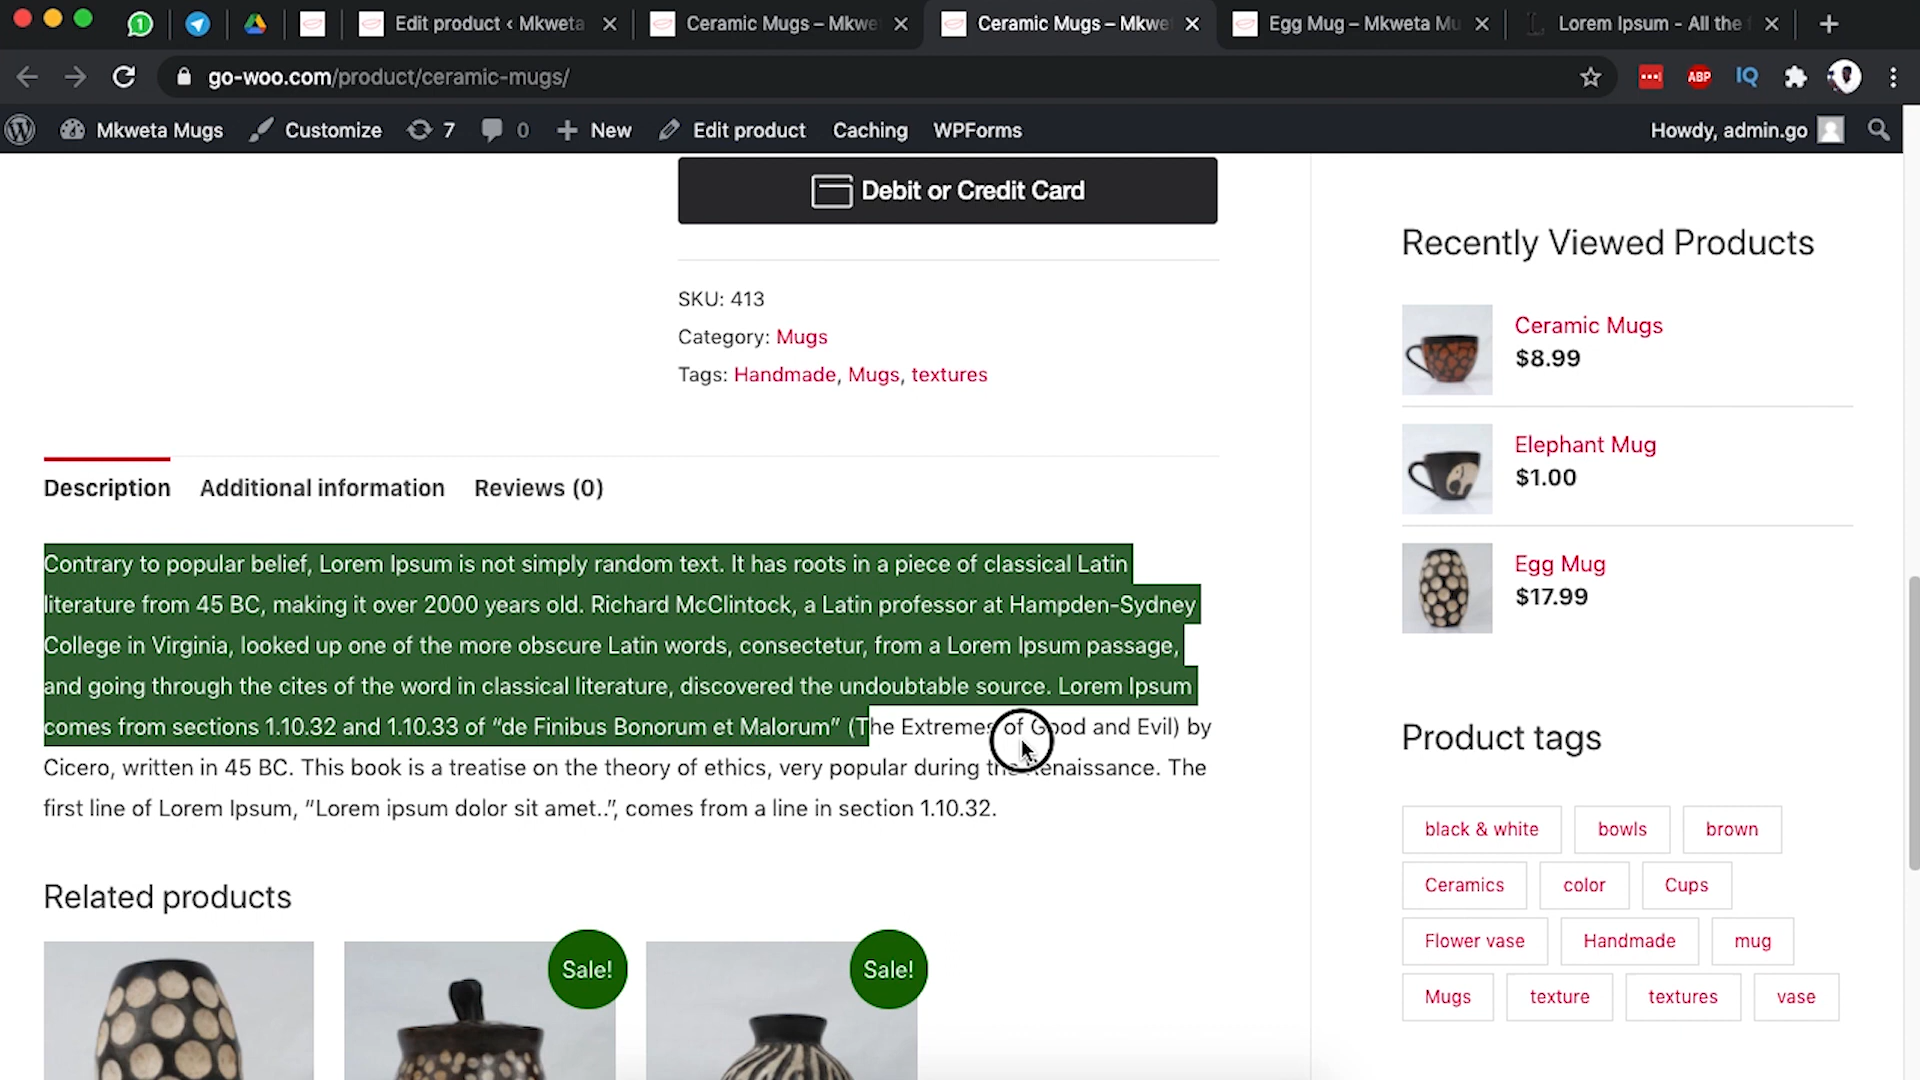 Edit product ‹ Mkweta
Ceramic Mugs – Mkwe
Ceramic Mugs – Mkwe
Egg Mug – Mkweta Mu
Lorem Ipsum - All the f
go-woo.com/product/ceramic-mugs/
ABP
IQ
Mkweta Mugs
Customize
7
0
New
Edit product
Caching
WPForms
Howdy, admin.go
Debit or Credit Card
SKU: 413
Category: Mugs
Tags: Handmade, Mugs, textures
Description
Additional information
Reviews (0)
Contrary to popular belief, Lorem Ipsum is not simply random text. It has roots in a piece of classical Latin
literature from 45 BC, making it over 2000 years old. Richard McClintock, a Latin professor at Hampden-Sydney
College in Virginia, looked up one of the more obscure Latin words, consectetur, from a Lorem Ipsum passage,
and going through the cites of the word in classical literature, discovered the undoubtable source. Lorem Ipsum
comes from sections 1.10.32 and 1.10.33 of “de Finibus Bonorum et Malorum” (The Extremes of Good and Evil) by
Cicero, written in 45 BC. This book is a treatise on the theory of ethics, very popular during the Renaissance. The
first line of Lorem Ipsum, “Lorem ipsum dolor sit amet..”, comes from a line in section 1.10.32.
Related products
Sale!
Sale!
Recently Viewed Products
Ceramic Mugs
$8.99
Elephant Mug
$1.00
Egg Mug
$17.99
Product tags
black & white
bowls
brown
Ceramics
color
Cups
Flower vase
Handmade
mug
Mugs
texture
textures
vase